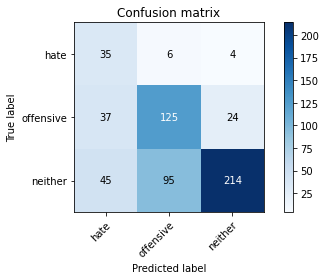 Confusion matrix
hate 35 6 4
offensive 37 125 24
neither 45 95 214
hate offensive neither
True label
Predicted label
200
175
150
125
100
75
50
25